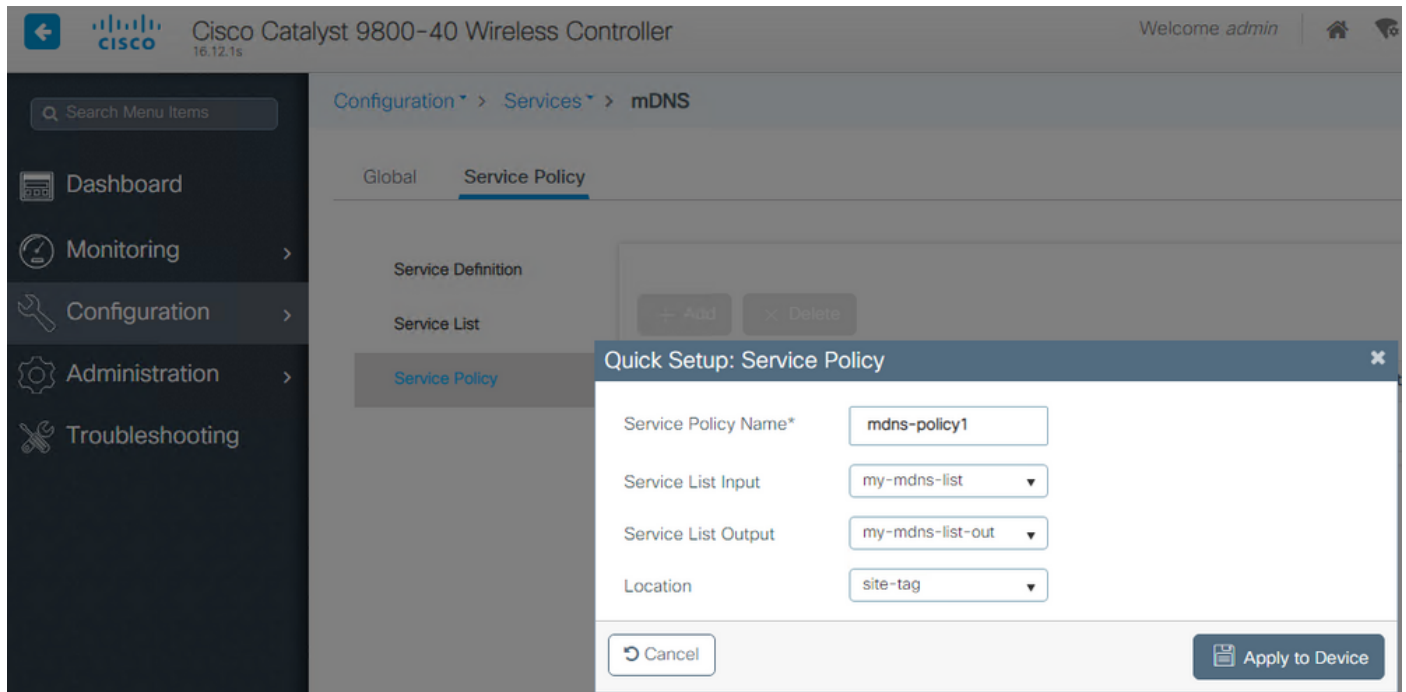 CISCO
Cisco Catalyst 9800-40 Wireless Controller
16.12.1s
Welcome admin
Search Menu Items
Configuration > Services > mDNS
Dashboard
Monitoring
Configuration
Administration
Troubleshooting
Global Service Policy
Service Definition
Service List
Service Policy
+ Add × Delete
Quick Setup: Service Policy
Service Policy Name* mdns-policy1
Service List Input my-mdns-list
Service List Output my-mdns-list-out
Location site-tag
Cancel Apply to Device